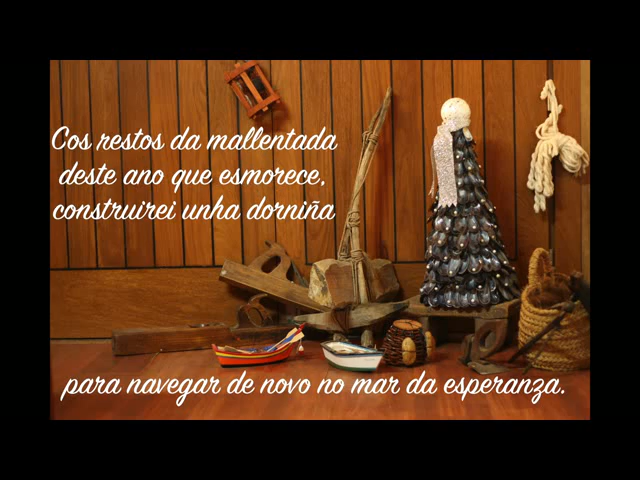 Cos restos da mallentada
deste ano que esmorece,
construirei unha dorniña
para navegar de novo no mar da esperanza.